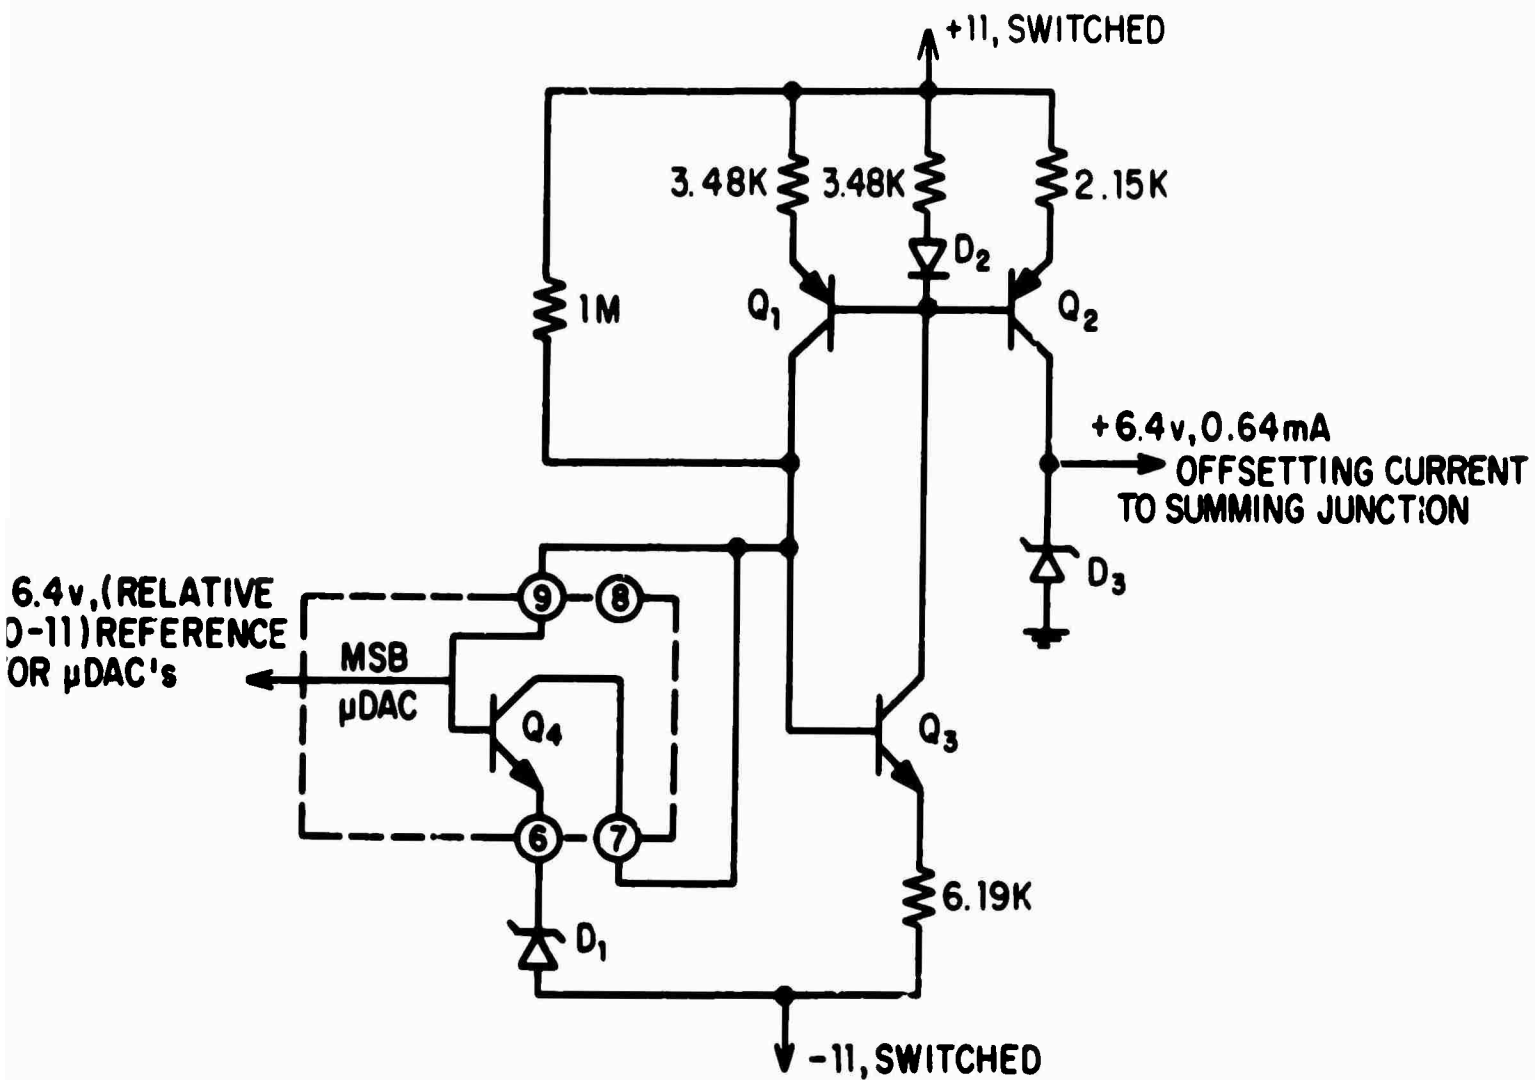 +11, SWITCHED
3.48K
3.48K
2.15K
D2
Q1
1M
Q2
+6.4v, 0.64mA
OFFSETTING CURRENT
TO SUMMING JUNCTION
D3
9
8
6.4v, (RELATIVE
-11) REFERENCE
μDAC's
MSB
μDAC
Q4
Q3
6
7
6.19K
D1
-11, SWITCHED